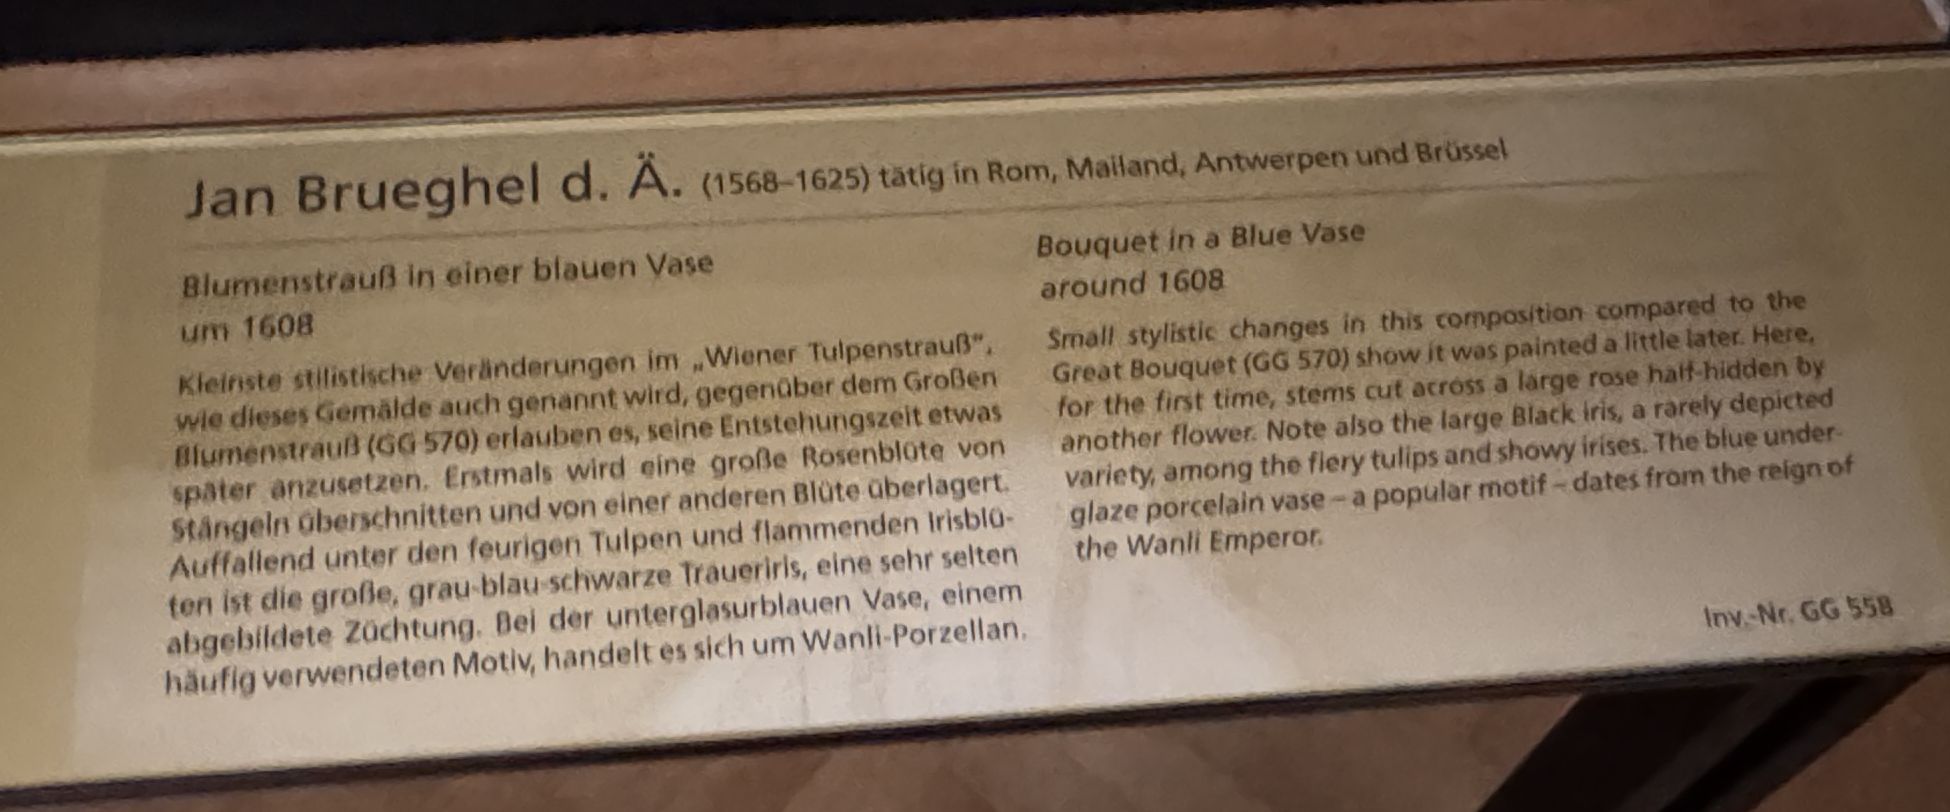 Jan Brueghel d. Ä. (1568–1625) tätig in Rom, Mailand, Antwerpen und Brüssel
Blumenstrauß in einer blauen Vase
um 1608
Kleinste stilistische Veränderungen im „Wiener Tulpenstrauß“,
wie dieses Gemälde auch genannt wird, gegenüber dem Großen
Blumenstrauß (GG 570) erlauben es, seine Entstehungszeit etwas
später anzusetzen. Erstmals wird eine große Rosenblüte von
Stängeln überschnitten und von einer anderen Blüte überlagert.
Auffallend unter den feurigen Tulpen und flammenden Irisblü-
ten ist die große, grau-blau-schwarze Traueriris, eine sehr selten
abgebildete Züchtung. Bei der unterglasurblauen Vase, einem
häufig verwendeten Motiv, handelt es sich um Wanli-Porzellan.
Bouquet in a Blue Vase
around 1608
Small stylistic changes in this composition compared to the
Great Bouquet (GG 570) show it was painted a little later. Here,
for the first time, stems cut across a large rose half-hidden by
another flower. Note also the large Black Iris, a rarely depicted
variety, among the fiery tulips and showy irises. The blue under-
glaze porcelain vase – a popular motif – dates from the reign of
the Wanli Emperor.
Inv.-Nr. GG 558